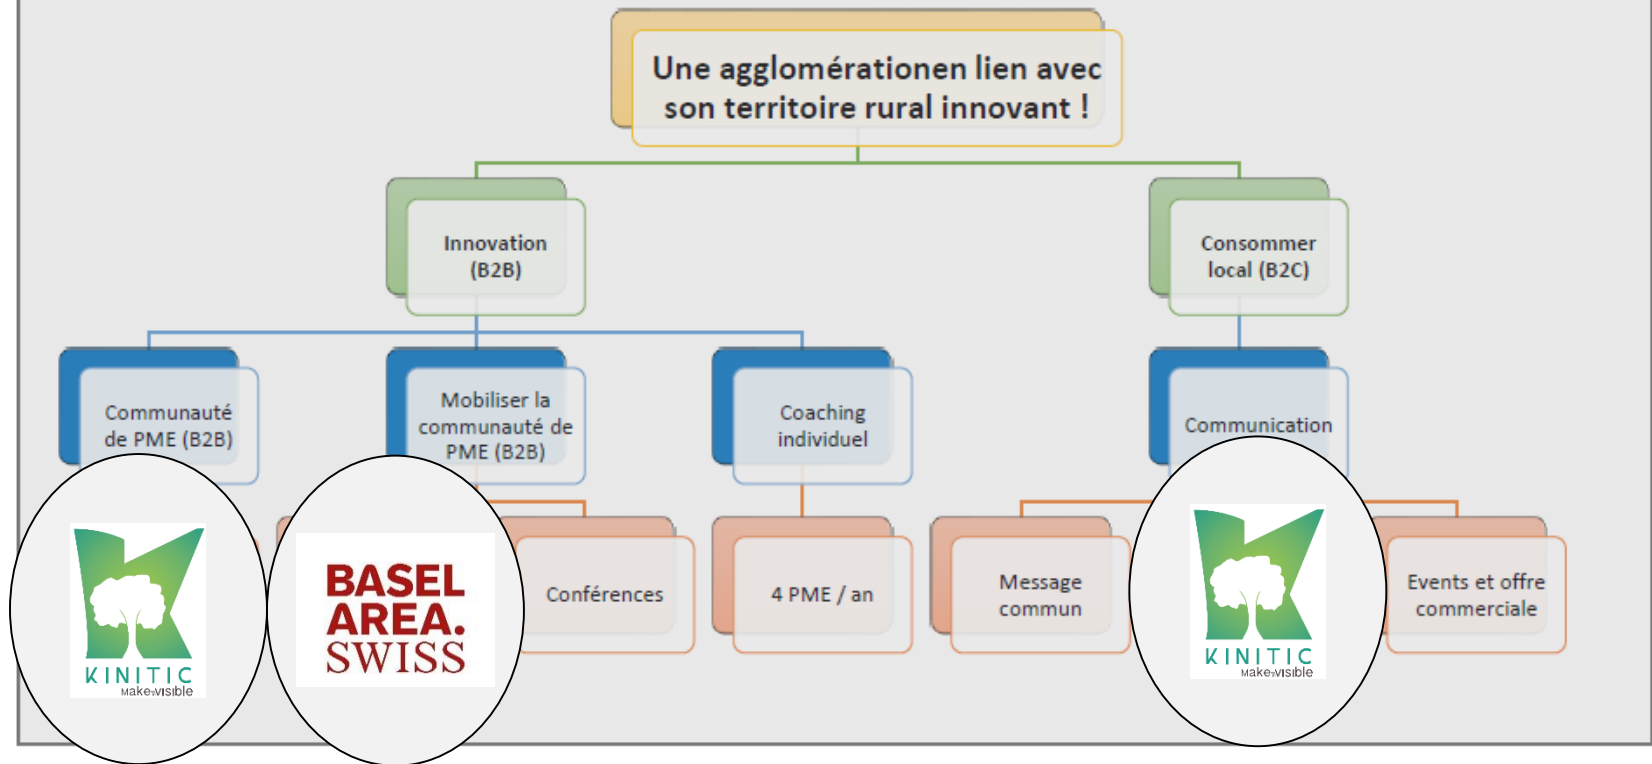 Une agglomérationen lien avec
son territoire rural innovant !
Innovation
(B2B)
Consommer
local (B2C)
Communauté
de PME (B2B)
Mobiliser la
communauté de
PME (B2B)
Coaching
individuel
Communication
KINITIC
Make it visible
BASEL
AREA.
SWISS
Conférences
4 PME / an
Message
commun
KINITIC
Make it visible
Events et offre
commerciale